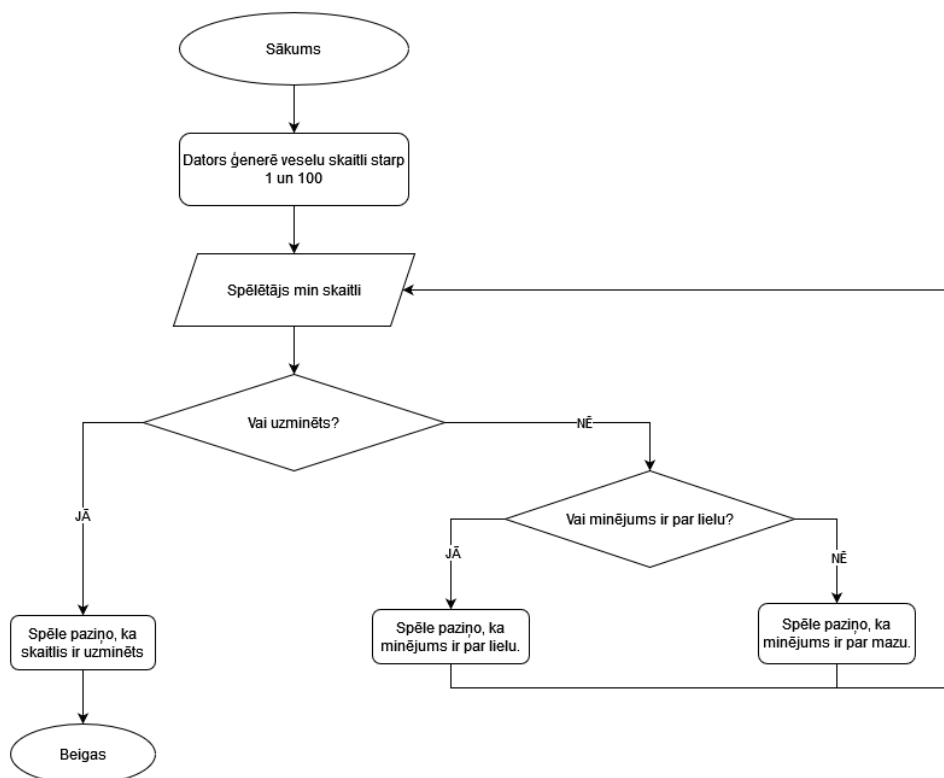 Sākums
Dators ģenerē veselu skaitli starp
1 un 100
Spēlētājs min skaitli
Vai uzminēts?
NĒ
JĀ
Vai minējums ir par lielu?
JĀ
NĒ
Spēle paziņo, ka
skaitlis ir uzminēts
Spēle paziņo, ka
minējums ir par lielu.
Spēle paziņo, ka
minējums ir par mazu.
Beigas